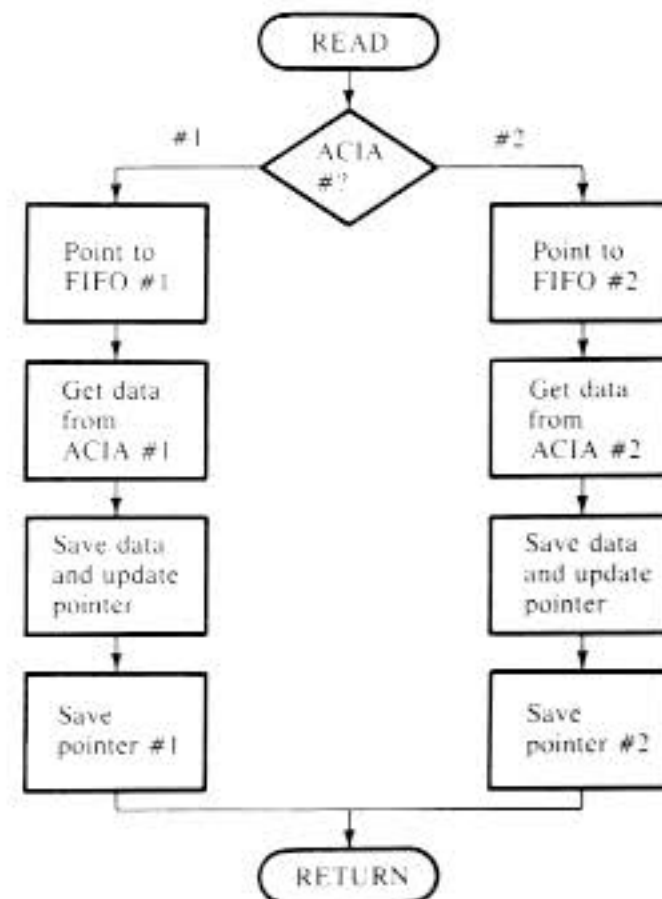 READ
#1
ACIA
#?
#2
Point to
FIFO #1
Point to
FIFO #2
Get data
from
ACIA #1
Get data
from
ACIA #2
Save data
and update
pointer
Save data
and update
pointer
Save
pointer #1
Save
pointer #2
RETURN